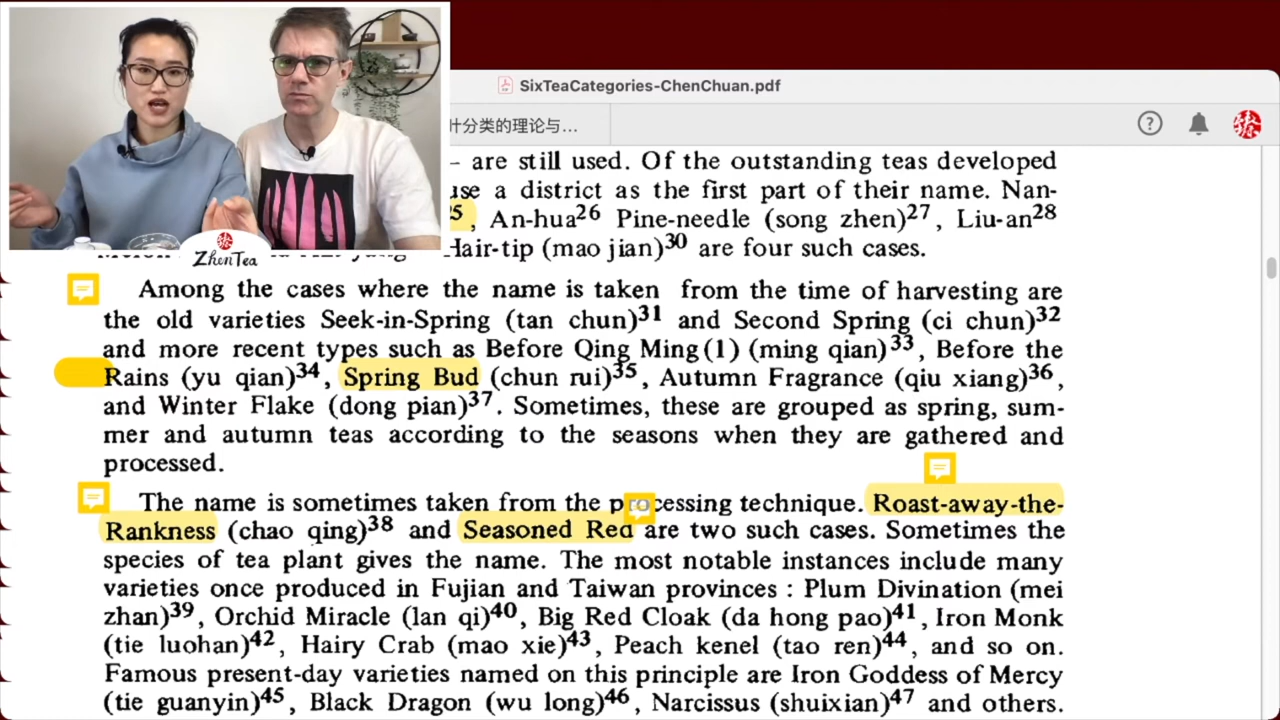 SixTeaCategories-ChenChuan.pdf
叶分类的理论与...
ZhenTea
– are still used. Of the outstanding teas developed
use a district as the first part of their name. Nan-
25, An-hua26 Pine-needle (song zhen)27, Liu-an28
Hair-tip (mao jian)30 are four such cases.
Among the cases where the name is taken from the time of harvesting are
the old varieties Seek-in-Spring (tan chun)31 and Second Spring (ci chun)32
and more recent types such as Before Qing Ming (1) (ming qian)33, Before the
Rains (yu qian)34, Spring Bud (chun rui)35, Autumn Fragrance (qiu xiang)36,
and Winter Flake (dong pian)37. Sometimes, these are grouped as spring, sum-
mer and autumn teas according to the seasons when they are gathered and
processed.
The name is sometimes taken from the processing technique. Roast-away-the-
Rankness (chao qing)38 and Seasoned Red are two such cases. Sometimes the
species of tea plant gives the name. The most notable instances include many
varieties once produced in Fujian and Taiwan provinces : Plum Divination (mei
zhan)39, Orchid Miracle (lan qi)40, Big Red Cloak (da hong pao)41, Iron Monk
(tie luohan)42, Hairy Crab (mao xie)43, Peach kenel (tao ren)44, and so on.
Famous present-day varieties named on this principle are Iron Goddess of Mercy
(tie guanyin)45, Black Dragon (wu long)46, Narcissus (shuixian)47 and others.